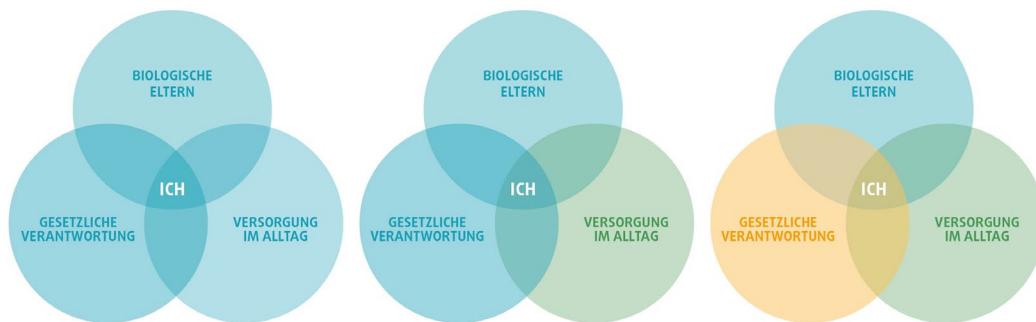 BIOLOGISCHE
ELTERN
ICH
GESETZLICHE
VERANTWORTUNG
VERSORGUNG
IM ALLTAG
BIOLOGISCHE
ELTERN
ICH
GESETZLICHE
VERANTWORTUNG
VERSORGUNG
IM ALLTAG
BIOLOGISCHE
ELTERN
ICH
GESETZLICHE
VERANTWORTUNG
VERSORGUNG
IM ALLTAG